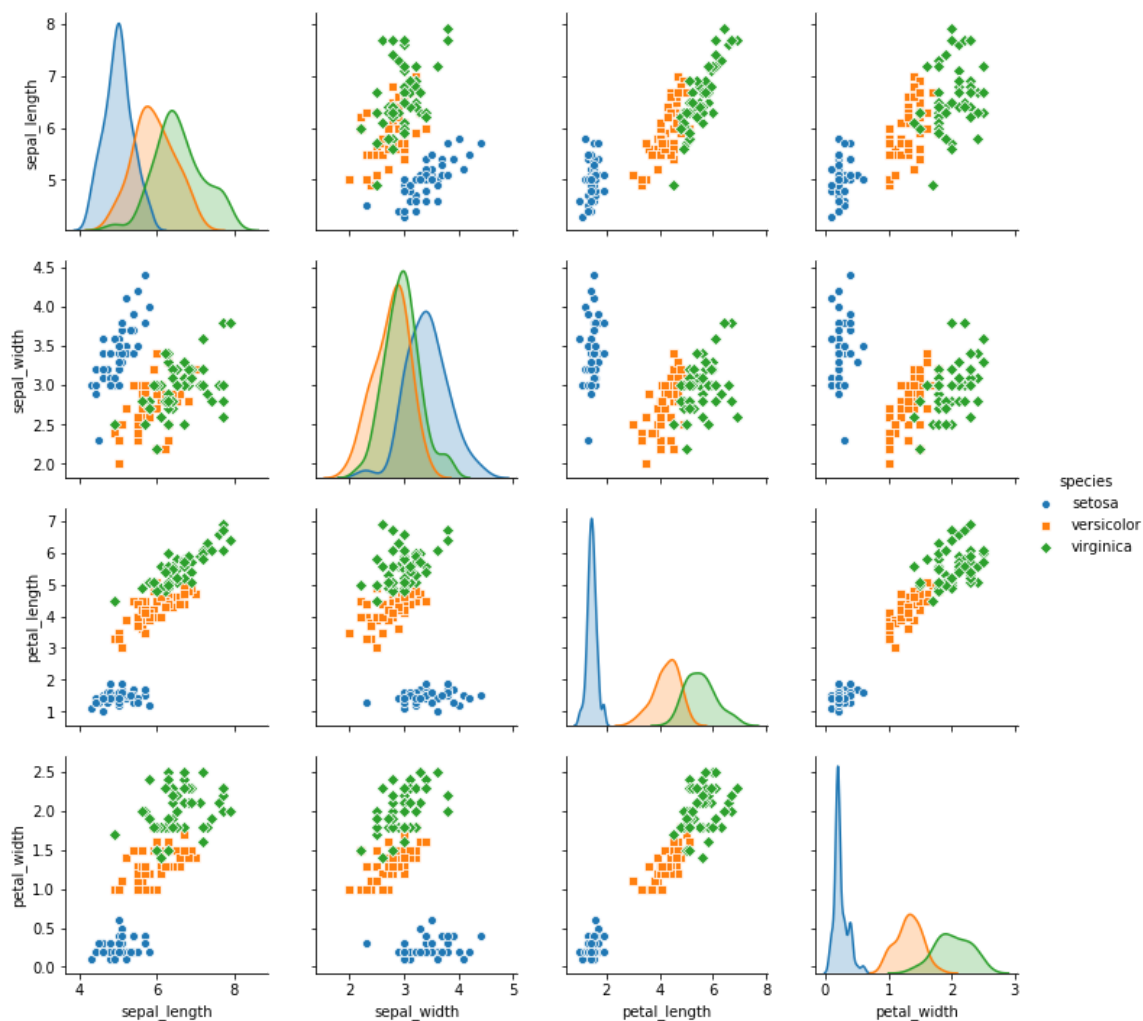 8
7
6
5
sepal_length
4.5
4.0
3.5
3.0
2.5
2.0
sepal_width
species
setosa
versicolor
virginica
7
6
5
4
3
2
1
petal_length
2.5
2.0
1.5
1.0
0.5
0.0
petal_width
4 6 8
sepal_length
2 3 4 5
sepal_width
0 2 4 6 8
petal_length
0 1 2 3
petal_width